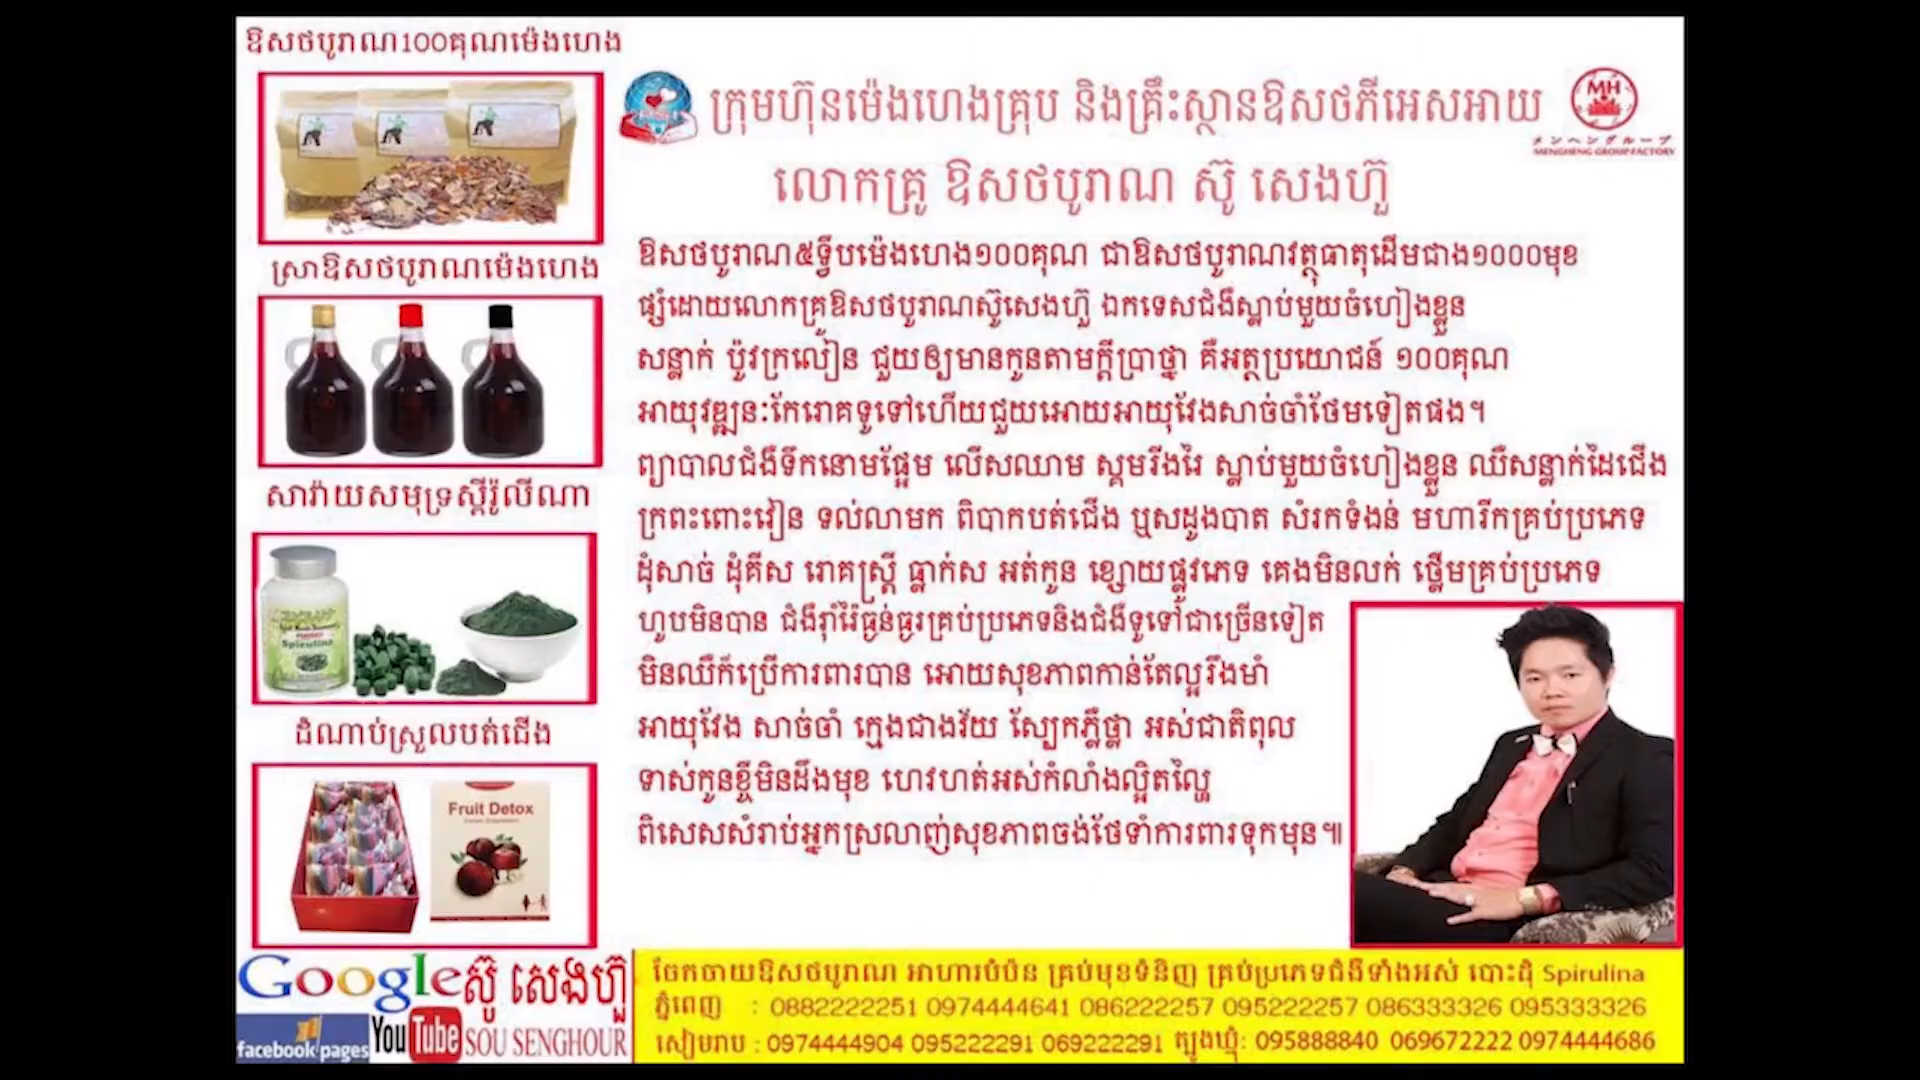 ឱសថបូរាណ100គុណម៉េងហេង
ក្រុមហ៊ុនម៉េងហេងគ្រុប និងគ្រឹះស្ថានឱសថភីអេសអាយ
MH
メンヘングループ
MENGHENG GROUP FACTORY
លោកគ្រូ ឱសថបូរាណ ស៊ូ សេងហ៊ួ
ឱសថបូរាណ៥ទ្វីបម៉េងហេង១០០គុណ ជាឱសថបូរាណវត្ថុធាតុដើមជាង១០០០មុខ
ផ្សំដោយលោកគ្រូឱសថបូរាណស៊ូសេងហ៊ួ ឯកទេសជំងឺស្លាប់មួយចំហៀងខ្លួន
សន្លាក់ ប៉ូវក្រលៀន ជួយឲ្យមានកូនតាមក្តីប្រាថ្នា គឺអត្ថប្រយោជន៍ ១០០គុណ
អាយុវឌ្ឍនៈកែរោគទូទៅហើយជួយអោយអាយុវែងសាច់ចាំថែមទៀតផង។
ព្យាបាលជំងឺទឹកនោមផ្អែម លើសឈាម ស្គមរីងរៃ ស្លាប់មួយចំហៀងខ្លួន ឈឺសន្លាក់ដៃជើង
ក្រពះពោះវៀន ទល់លាមក ពិបាកបត់ជើង ឬសដូងបាត សំរកទំងន់ មហារីកគ្រប់ប្រភេទ
ដុំសាច់ ដុំគីស រោគស្ត្រី ធ្លាក់ស អត់កូន ខ្សោយផ្លូវភេទ គេងមិនលក់ ថ្លើមគ្រប់ប្រភេទ
ហូបមិនបាន ជំងឺរ៉ាំរ៉ៃធ្ងន់ធ្ងរគ្រប់ប្រភេទនិងជំងឺទូទៅជាច្រើនទៀត
មិនឈឺក៏ប្រើការពារបាន អោយសុខភាពកាន់តែល្អរឹងមាំ
អាយុវែង សាច់ចាំ ក្មេងជាងវ័យ ស្បែកភ្លឺថ្លា អស់ជាតិពុល
ទាស់កូនខ្ចីមិនដឹងមុខ ហេវហត់អស់កំលាំងល្អិតល្ហៃ
ពិសេសសំរាប់អ្នកស្រលាញ់សុខភាពចង់ថែទាំការពារទុកមុន៕
ស្រាឱសថបូរាណម៉េងហេង
សារ៉ាយសមុទ្រស្ពីរ៉ូលីណា
Spirulina
ដំណាប់ស្រួលបត់ជើង
Fruit Detox
Google ស៊ូ សេងហ៊ួ
facebook pages YouTube SOU SENGHOUR
ចែកចាយឱសថបូរាណ អាហារបំប៉ន គ្រប់មុខទំនិញ គ្រប់ប្រភេទជំងឺទាំងអស់ បោះដុំ Spirulina
ភ្នំពេញ : 0882222251 0974444641 086222257 095222257 086333326 095333326
សៀមរាប : 0974444904 095222291 069222291 ត្បូងឃ្មុំ: 095888840 069672222 0974444686